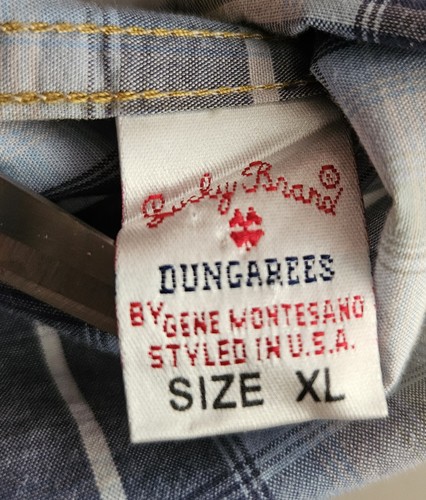 Lucky Brand®
DUNGAREES
BY GENE MONTESANO
STYLED IN U.S.A.
SIZE XL